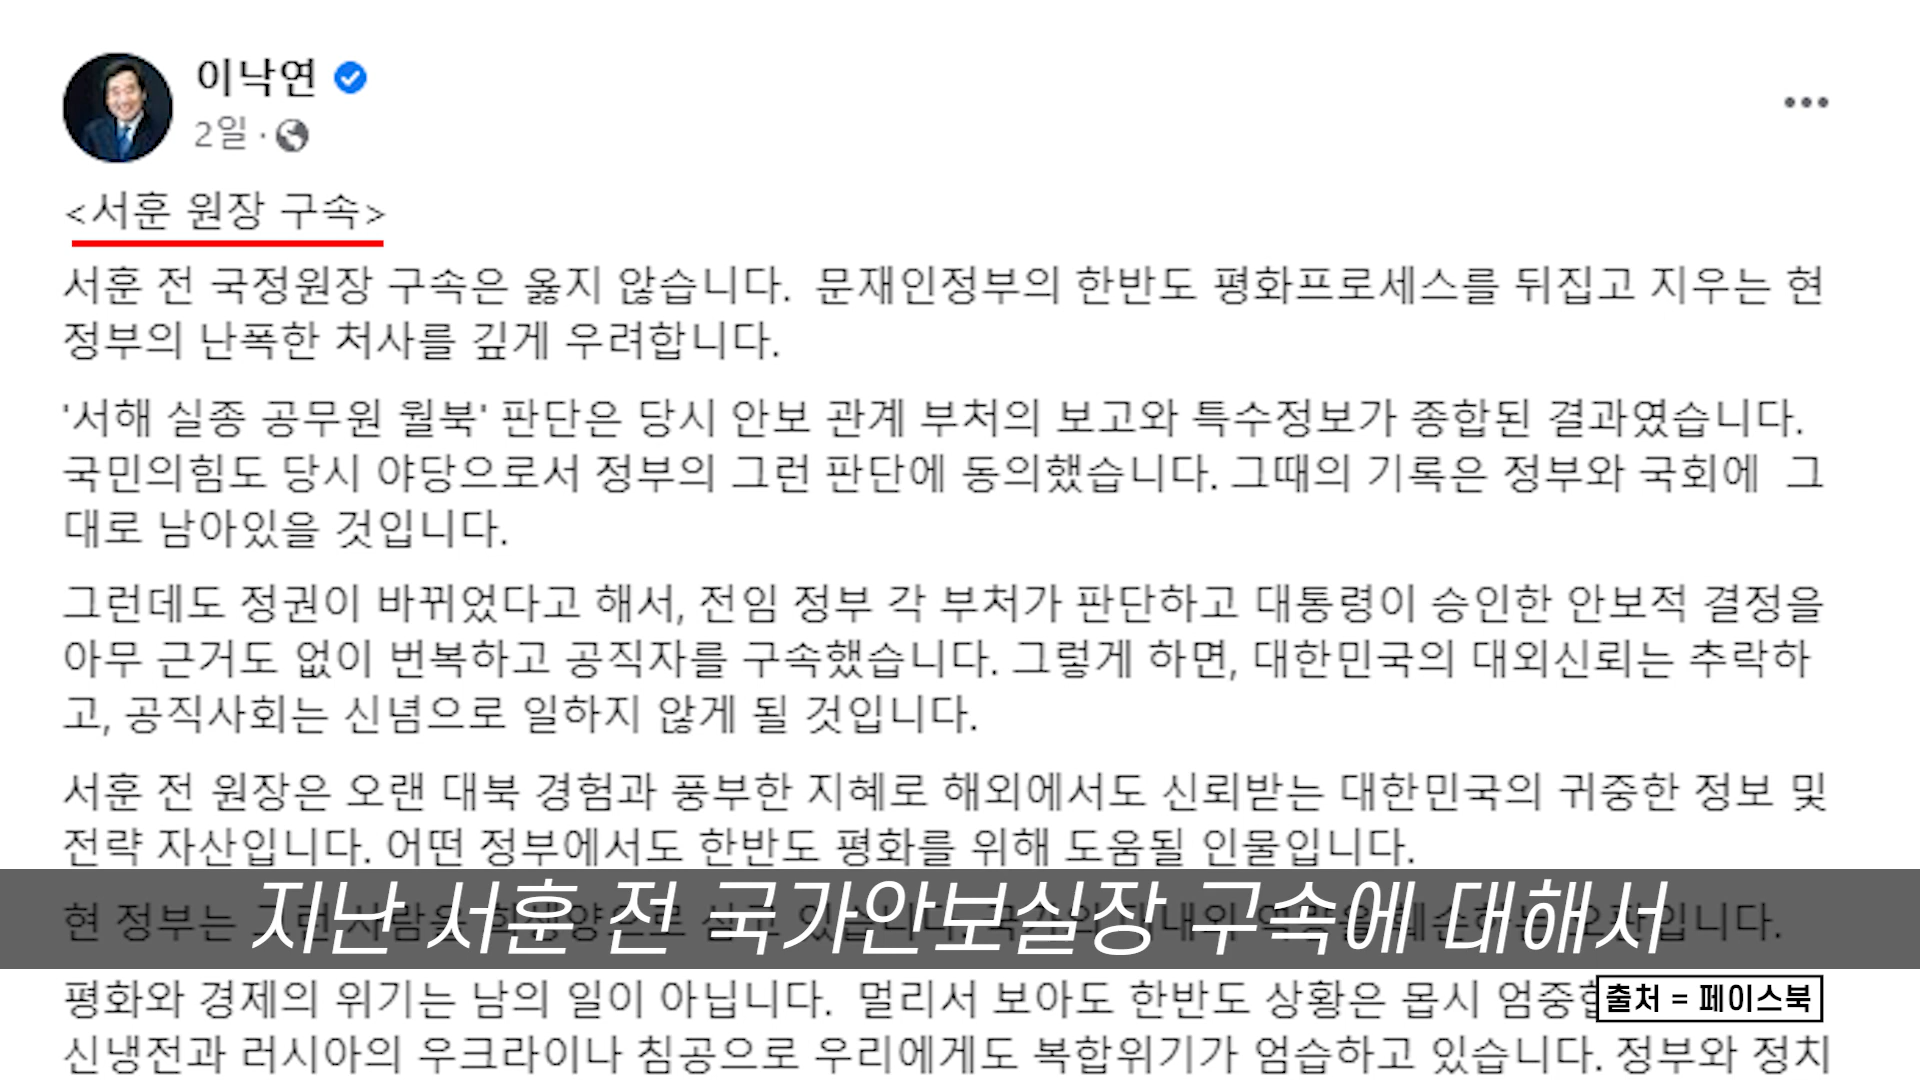 이낙연
2일 ·
<서훈 원장 구속>
서훈 전 국정원장 구속은 옳지 않습니다. 문재인정부의 한반도 평화프로세스를 뒤집고 지우는 현
정부의 난폭한 처사를 깊게 우려합니다.
'서해 실종 공무원 월북' 판단은 당시 안보 관계 부처의 보고와 특수정보가 종합된 결과였습니다.
국민의힘도 당시 야당으로서 정부의 그런 판단에 동의했습니다. 그때의 기록은 정부와 국회에 그
대로 남아있을 것입니다.
그런데도 정권이 바뀌었다고 해서, 전임 정부 각 부처가 판단하고 대통령이 승인한 안보적 결정을
아무 근거도 없이 번복하고 공직자를 구속했습니다. 그렇게 하면, 대한민국의 대외신뢰는 추락하
고, 공직사회는 신념으로 일하지 않게 될 것입니다.
서훈 전 원장은 오랜 대북 경험과 풍부한 지혜로 해외에서도 신뢰받는 대한민국의 귀중한 정보 및
전략 자산입니다. 어떤 정부에서도 한반도 평화를 위해 도움될 인물입니다.
현 정부는
지난 서훈 전 국가안보실장 구속에 대해서
평화와 경제의 위기는 남의 일이 아닙니다. 멀리서 보아도 한반도 상황은 몹시
출처 = 페이스북
신냉전과 러시아의 우크라이나 침공으로 우리에게도 복합위기가 엄습하고 있습니다. 정부와 정치